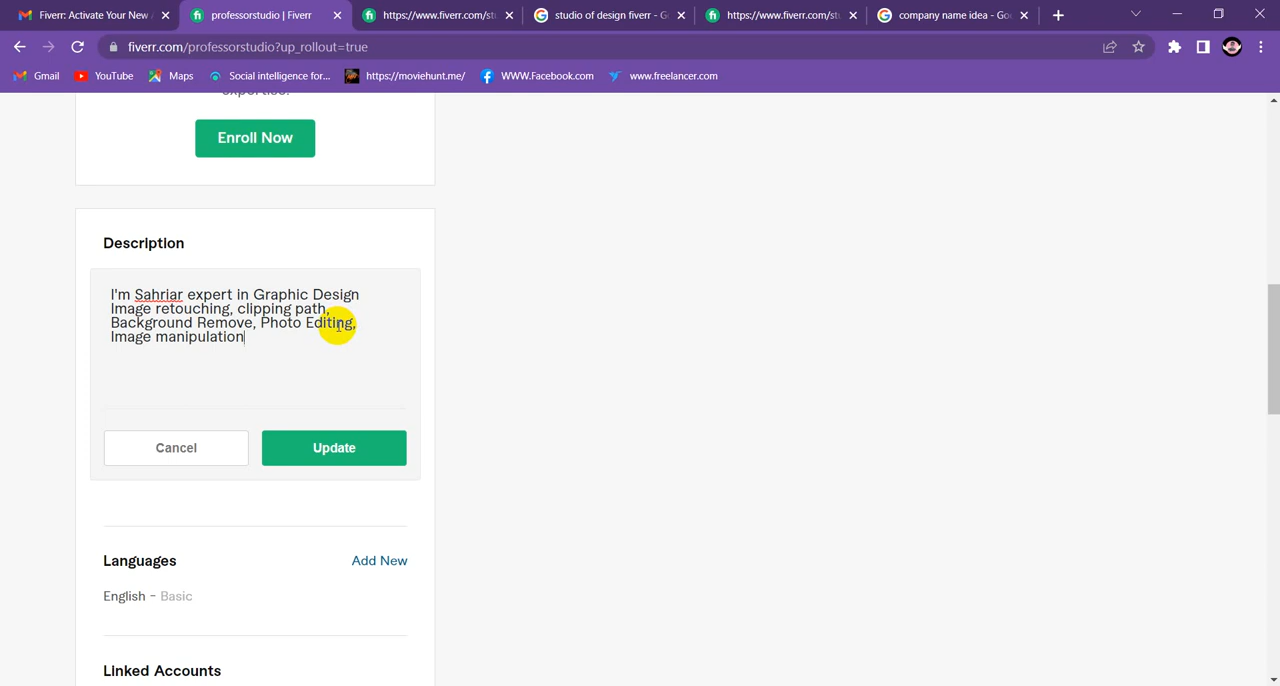 Fiverr: Activate Your New
professorstudio | Fiverr
https://www.fiverr.com/st
studio of design fiverr - G
https://www.fiverr.com/st
company name idea - Goo
fiverr.com/professorstudio?up_rollout=true
Gmail
YouTube
Maps
Social intelligence for...
https://moviehunt.me/
WWW.Facebook.com
www.freelancer.com
expertise.
Enroll Now
Description
I'm Sahriar expert in Graphic Design
Image retouching, clipping path,
Background Remove, Photo Editing,
Image manipulation
Cancel
Update
Languages
Add New
English - Basic
Linked Accounts